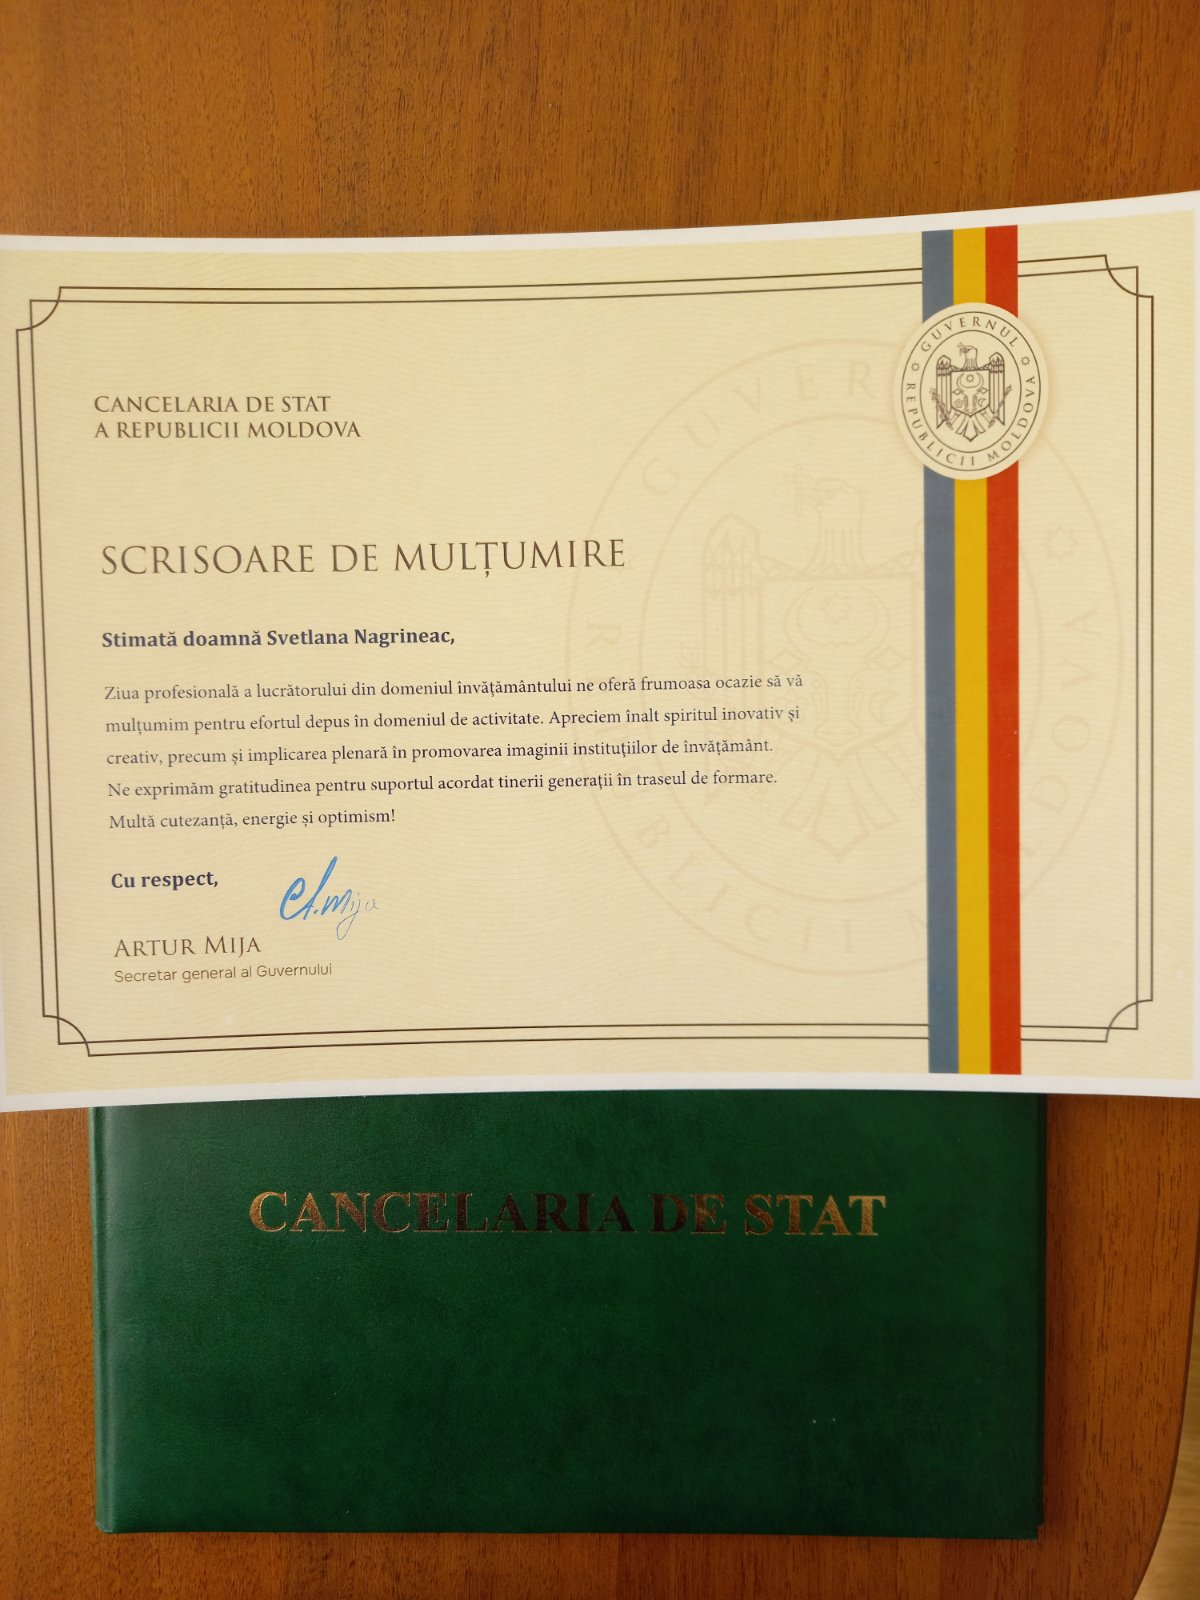 CANCELARIA DE STAT
A REPUBLICII MOLDOVA
GUVERNUL REPUBLICII MOLDOVA
SCRISOARE DE MULȚUMIRE
Stimată doamnă Svetlana Nagrineac,
Ziua profesională a lucrătorului din domeniul învățământului ne oferă frumoasa ocazie să vă
mulțumim pentru efortul depus în domeniul de activitate. Apreciem înalt spiritul inovativ și
creativ, precum și implicarea plenară în promovarea imaginii instituțiilor de învățământ.
Ne exprimăm gratitudinea pentru suportul acordat tinerii generații în traseul de formare.
Multă cutezanță, energie și optimism!
Cu respect,
A. Mija
ARTUR MIJA
Secretar general al Guvernului
CANCELARIA DE STAT